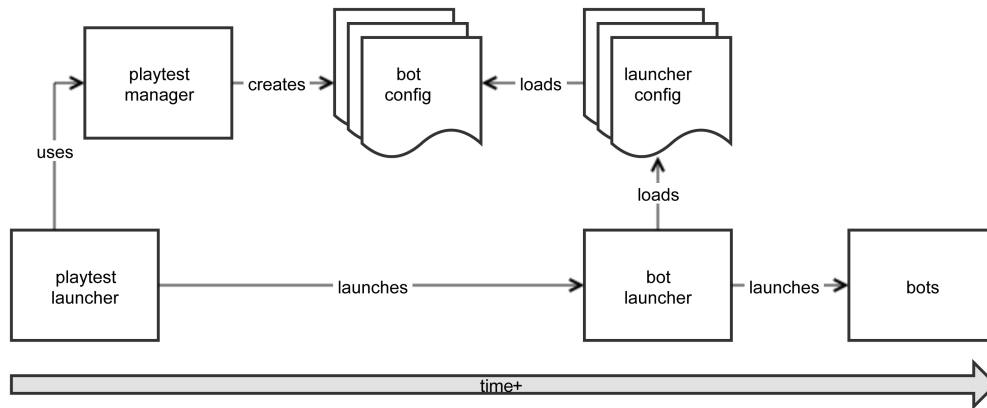 playtest
manager
creates
bot
config
loads
launcher
config
uses
loads
playtest
launcher
launches
bot
launcher
launches
bots
time+